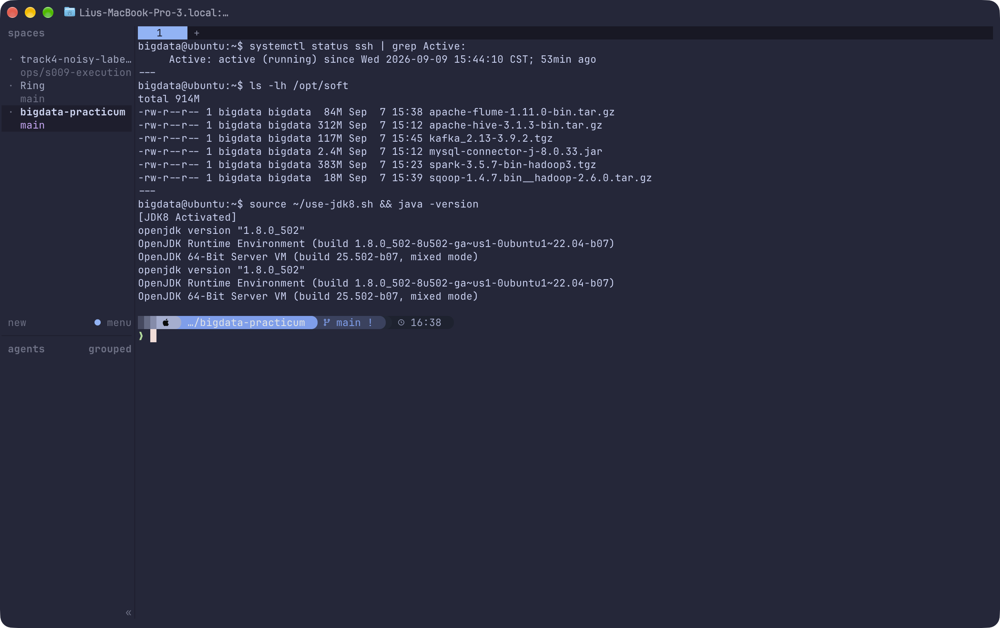 Lius-MacBook-Pro-3.local:…
spaces
· track4-noisy-labe…
ops/s009-execution
· Ring
main
· bigdata-practicum
main
new ● menu
agents grouped
«
1 +
bigdata@ubuntu:~$ systemctl status ssh | grep Active:
     Active: active (running) since Wed 2026-09-09 15:44:10 CST; 53min ago
---
bigdata@ubuntu:~$ ls -lh /opt/soft
total 914M
-rw-r--r-- 1 bigdata bigdata  84M Sep  7 15:38 apache-flume-1.11.0-bin.tar.gz
-rw-r--r-- 1 bigdata bigdata 312M Sep  7 15:12 apache-hive-3.1.3-bin.tar.gz
-rw-r--r-- 1 bigdata bigdata 117M Sep  7 15:45 kafka_2.13-3.9.2.tgz
-rw-r--r-- 1 bigdata bigdata 2.4M Sep  7 15:12 mysql-connector-j-8.0.33.jar
-rw-r--r-- 1 bigdata bigdata 383M Sep  7 15:23 spark-3.5.7-bin-hadoop3.tgz
-rw-r--r-- 1 bigdata bigdata  18M Sep  7 15:39 sqoop-1.4.7.bin__hadoop-2.6.0.tar.gz
---
bigdata@ubuntu:~$ source ~/use-jdk8.sh && java -version
[JDK8 Activated]
openjdk version "1.8.0_502"
OpenJDK Runtime Environment (build 1.8.0_502-8u502-ga~us1-0ubuntu1~22.04-b07)
OpenJDK 64-Bit Server VM (build 25.502-b07, mixed mode)
openjdk version "1.8.0_502"
OpenJDK Runtime Environment (build 1.8.0_502-8u502-ga~us1-0ubuntu1~22.04-b07)
OpenJDK 64-Bit Server VM (build 25.502-b07, mixed mode)
…/bigdata-practicum main ! 16:38
❱